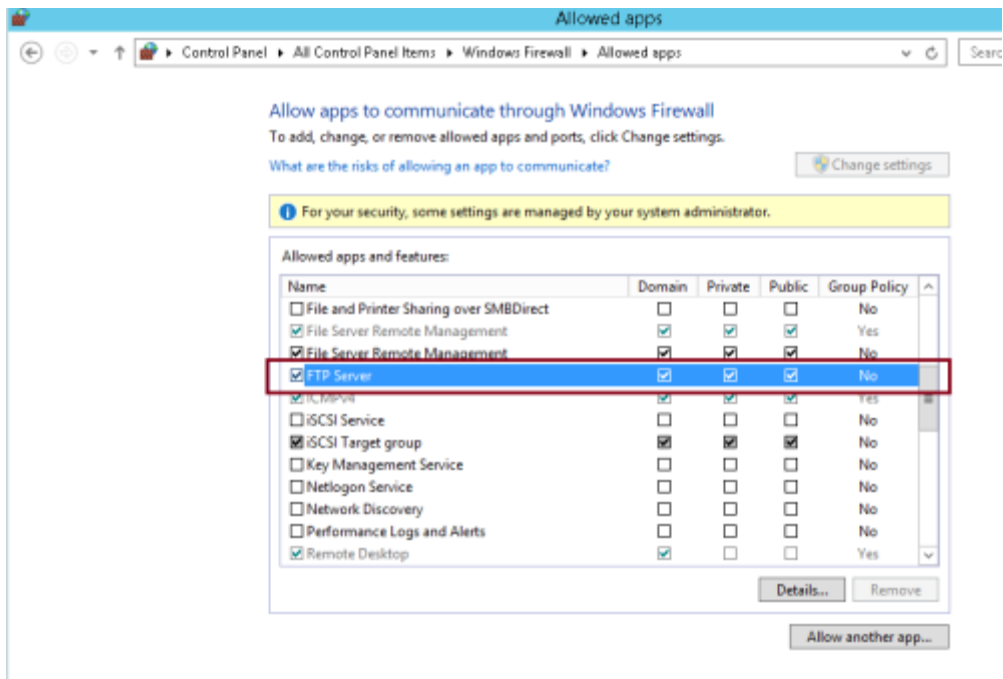 Allowed apps
Control Panel ▸ All Control Panel Items ▸ Windows Firewall ▸ Allowed apps
Searc
Allow apps to communicate through Windows Firewall
To add, change, or remove allowed apps and ports, click Change settings.
What are the risks of allowing an app to communicate?
Change settings
For your security, some settings are managed by your system administrator.
Allowed apps and features:
Name Domain Private Public Group Policy
File and Printer Sharing over SMBDirect No
File Server Remote Management Yes
File Server Remote Management No
FTP Server No
ICMPv4 Yes
iSCSI Service No
iSCSI Target group No
Key Management Service No
Netlogon Service No
Network Discovery No
Performance Logs and Alerts No
Remote Desktop Yes
Details... Remove
Allow another app...